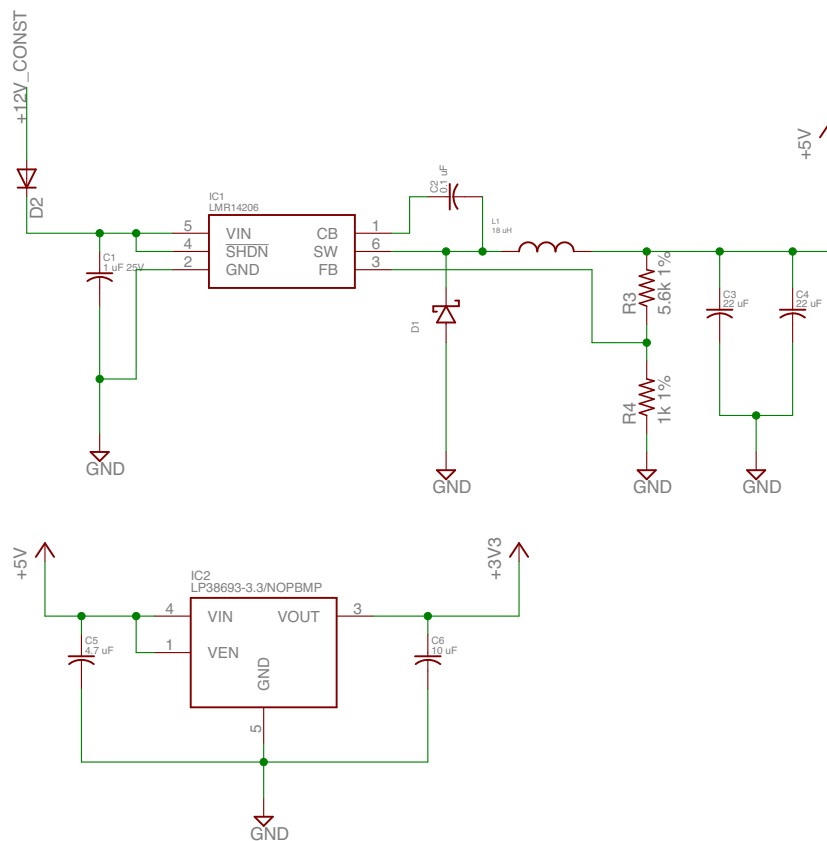 +12V_CONST
D2
C1
1 uF 25V
IC1
LMR14206
5 VIN CB 1
4 SHDN SW 6
2 GND FB 3
C2
0.1 uF
L1
18 uH
D1
R3
5.6k 1%
R4
1k 1%
C3
22 uF
C4
22 uF
+5V
GND
GND
GND
GND
+5V
C5
4.7 uF
IC2
LP38693-3.3/NOPBMP
4 VIN VOUT 3
1 VEN
GND
5
C6
10 uF
+3V3
GND